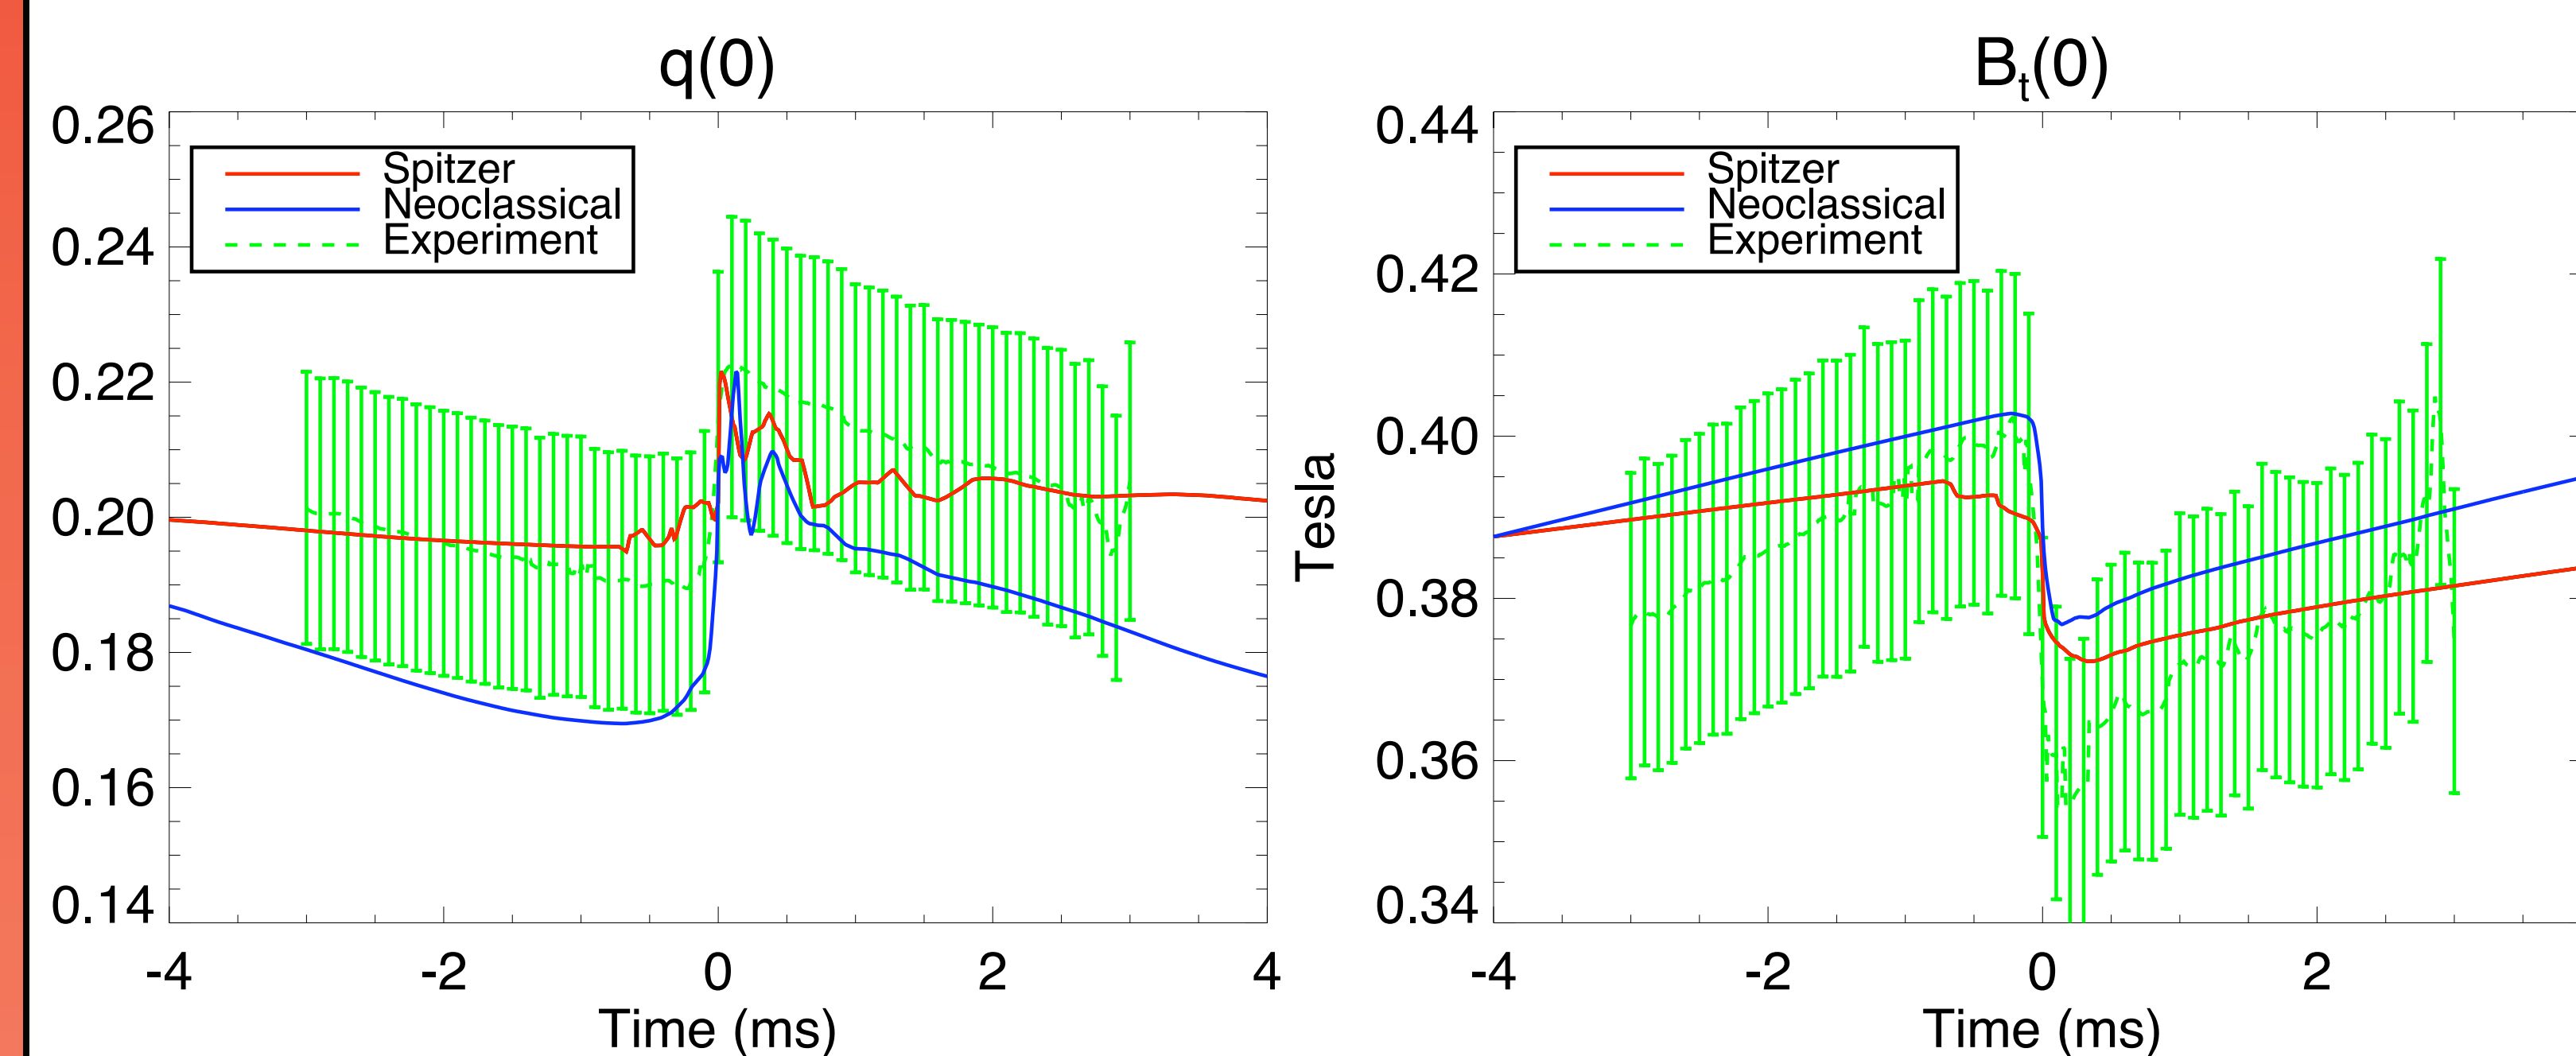 q(0)
0.26
0.24
0.22
0.20
0.18
0.16
0.14
Spitzer
Neoclassical
Experiment
-4 -2 0 2 4
Time (ms)
B_t(0)
Tesla
0.44
0.42
0.40
0.38
0.36
0.34
Spitzer
Neoclassical
Experiment
-4 -2 0 2
Time (ms)